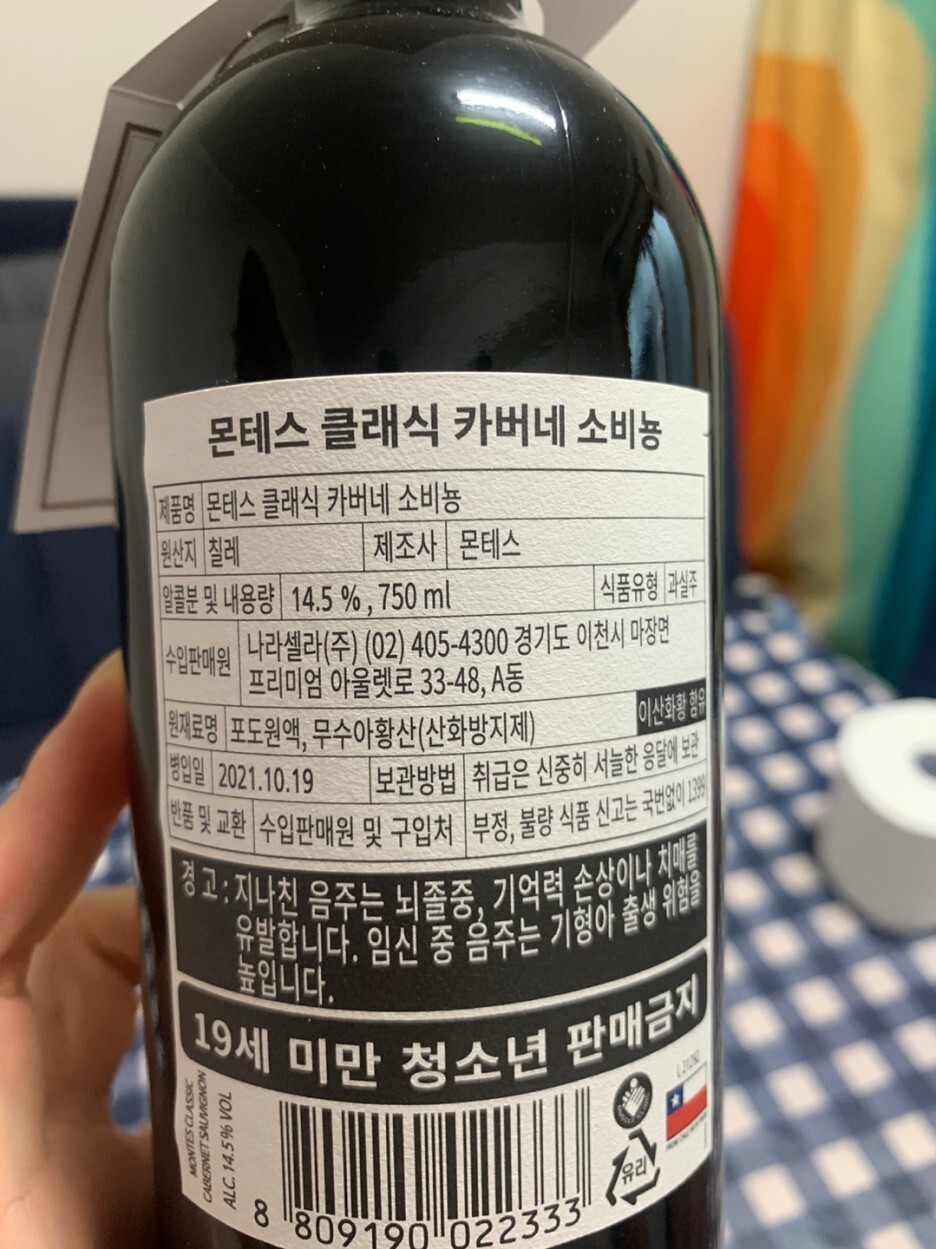 몬테스 클래식 카버네 소비뇽
제품명 몬테스 클래식 카버네 소비뇽
원산지 칠레 제조사 몬테스
알콜분 및 내용량 14.5 % , 750 ml 식품유형 과실주
수입판매원 나라셀라(주) (02) 405-4300 경기도 이천시 마장면
프리미엄 아울렛로 33-48, A동
이산화황 함유
원재료명 포도원액, 무수아황산(산화방지제)
병입일 2021.10.19 보관방법 취급은 신중히 서늘한 응달에 보관
반품 및 교환 수입판매원 및 구입처 부정, 불량 식품 신고는 국번없이 1399
경 고 : 지나친 음주는 뇌졸중, 기억력 손상이나 치매를
유발합니다. 임신 중 음주는 기형아 출생 위험을
높입니다.
19세 미만 청소년 판매금지
MONTES CLASSIC
CABERNET SAUVIGNON
ALC. 14.5% VOL
8 809190 022333
유리